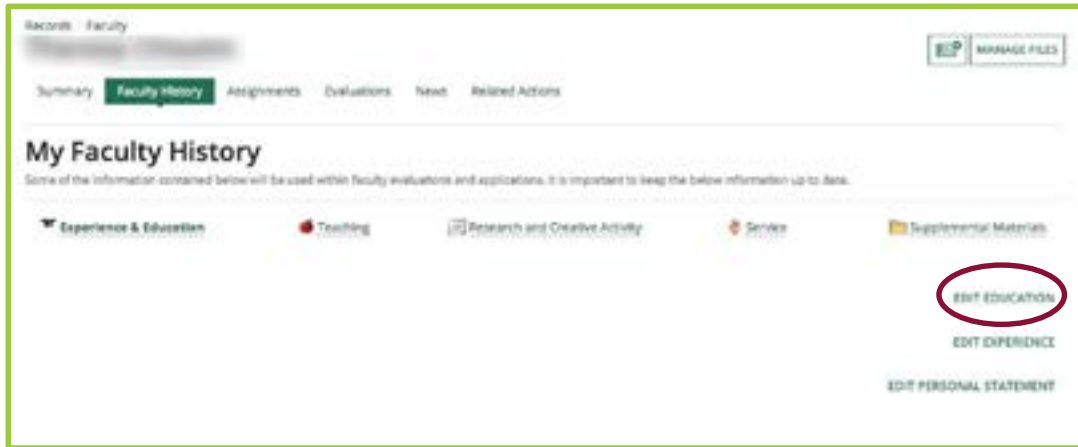 Records Faculty
MANAGE FILES
Summary Faculty History Assignments Evaluations News Related Actions
My Faculty History
Some of the information contained below will be used within faculty evaluations and applications. It is important to keep the below information up to date.
Experience & Education Teaching Research and Creative Activity Service Supplemental Materials
EDIT EDUCATION
EDIT EXPERIENCE
EDIT PERSONAL STATEMENT